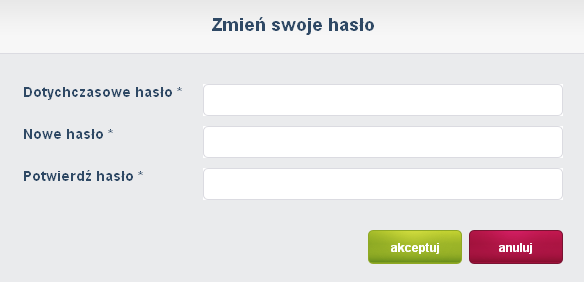 Zmień swoje hasło
Dotychczasowe hasło *
Nowe hasło *
Potwierdź hasło *
akceptuj anuluj